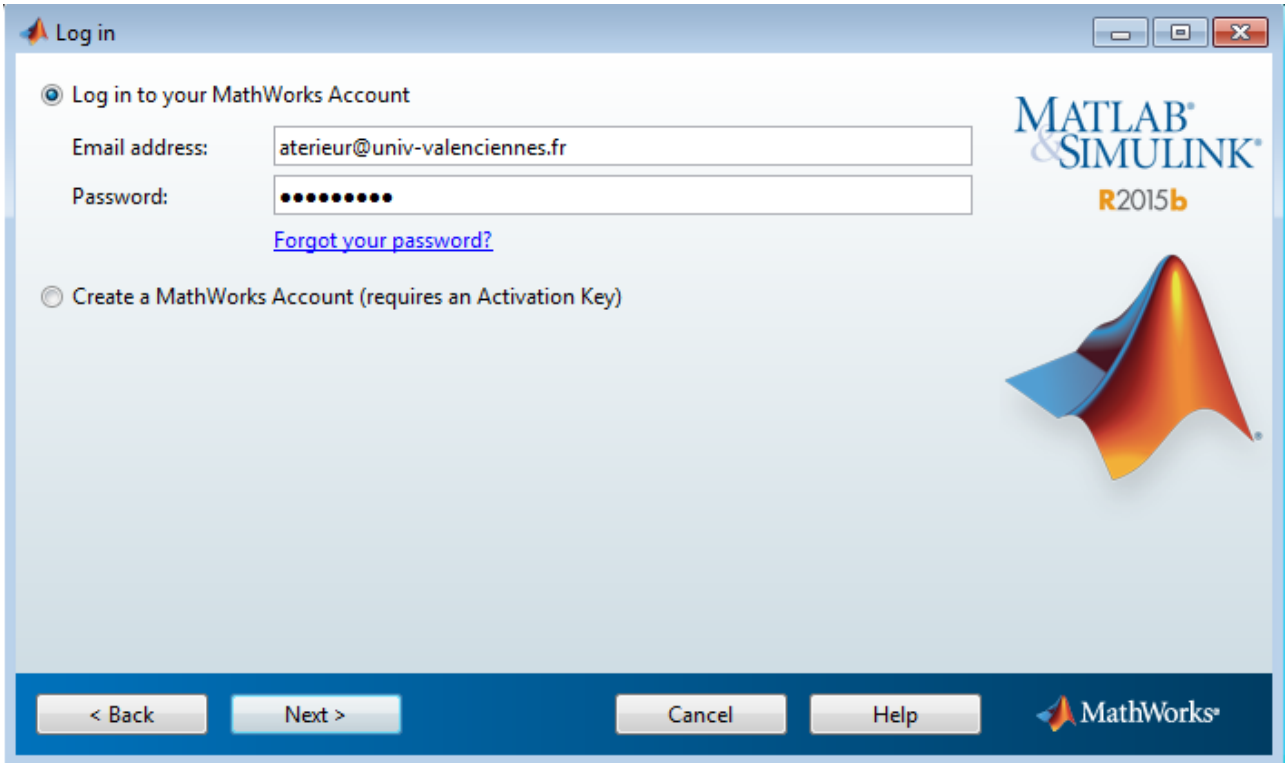 Log in
Log in to your MathWorks Account
Email address: aterieur@univ-valenciennes.fr
Password: ●●●●●●●●●
Forgot your password?
Create a MathWorks Account (requires an Activation Key)
MATLAB®
&SIMULINK®
R2015b
< Back Next > Cancel Help MathWorks®